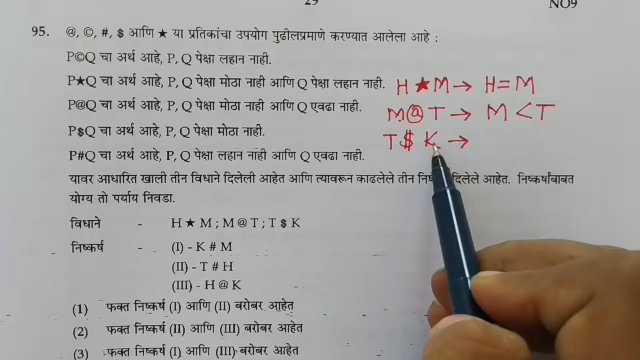 29
NO9
95. @, ©, #, $ आणि ★ या प्रतिकांचा उपयोग पुढीलप्रमाणे करण्यात आलेला आहे :
P©Q चा अर्थ आहे, P, Q पेक्षा लहान नाही.
P★Q चा अर्थ आहे, P, Q पेक्षा मोठा नाही आणि Q पेक्षा लहान नाही. H ★ M → H = M
P@Q चा अर्थ आहे, P, Q पेक्षा मोठा नाही आणि Q एवढा नाही. M @ T → M < T
P$Q चा अर्थ आहे, P, Q पेक्षा मोठा नाही. T $ K →
P#Q चा अर्थ आहे, P, Q पेक्षा लहान नाही आणि Q एवढा नाही.
यावर आधारित खाली तीन विधाने दिलेली आहेत आणि त्यावरून काढलेले तीन दिलेले आहेत. निष्कर्षाबाबत
योग्य तो पर्याय निवडा.
विधाने - H ★ M ; M @ T ; T $ K
निष्कर्ष - (I) - K # M
(II) - T # H
(III) - H @ K
(1) फक्त निष्कर्ष (I) आणि (II) बरोबर आहेत
(2) फक्त निष्कर्ष (II) आणि (III) बरोबर आहेत
(3) फक्त निष्कर्ष (I) आणि (III) बरोबर आहेत